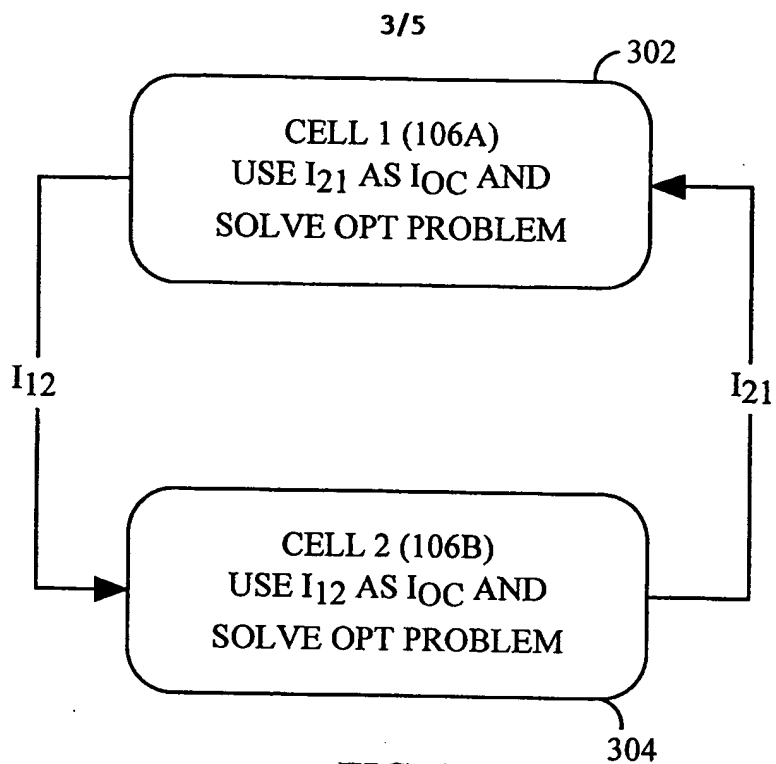 3/5
302
CELL 1 (106A)
USE I21 AS IOC AND
SOLVE OPT PROBLEM
I12
I21
CELL 2 (106B)
USE I12 AS IOC AND
SOLVE OPT PROBLEM
304